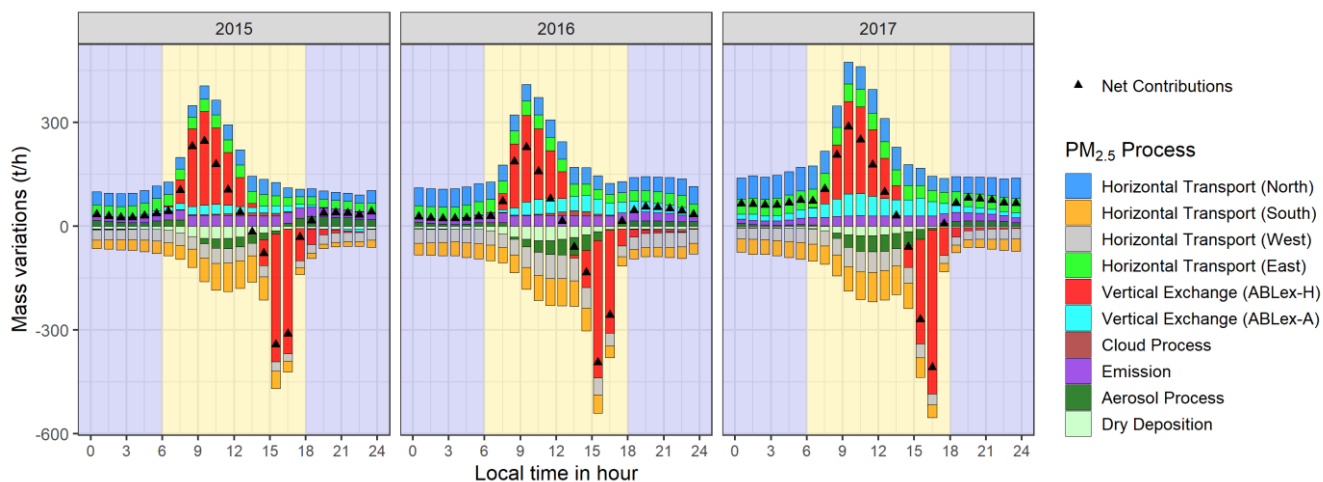 2015 2016 2017
300
0
-300
-600
Mass variations (t/h)
0 3 6 9 12 15 18 21 24 0 3 6 9 12 15 18 21 24 0 3 6 9 12 15 18 21 24
Local time in hour
Net Contributions
PM2.5 Process
Horizontal Transport (North)
Horizontal Transport (South)
Horizontal Transport (West)
Horizontal Transport (East)
Vertical Exchange (ABLex-H)
Vertical Exchange (ABLex-A)
Cloud Process
Emission
Aerosol Process
Dry Deposition